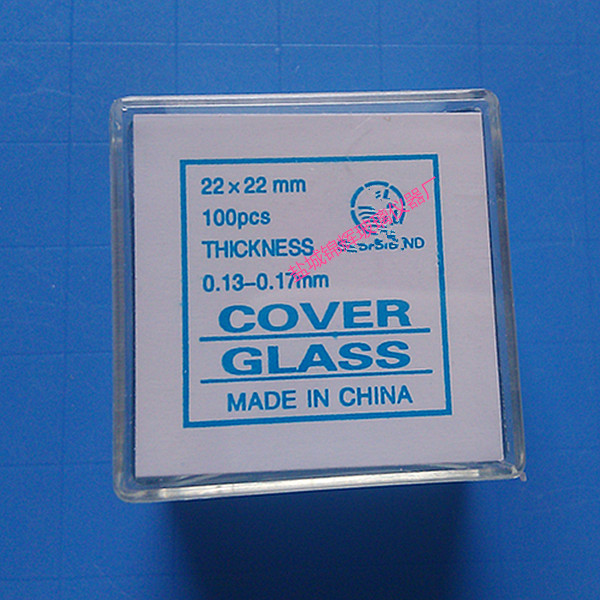 22 × 22 mm
100pcs
THICKNESS
0.13–0.17mm
COVER
GLASS
MADE IN CHINA